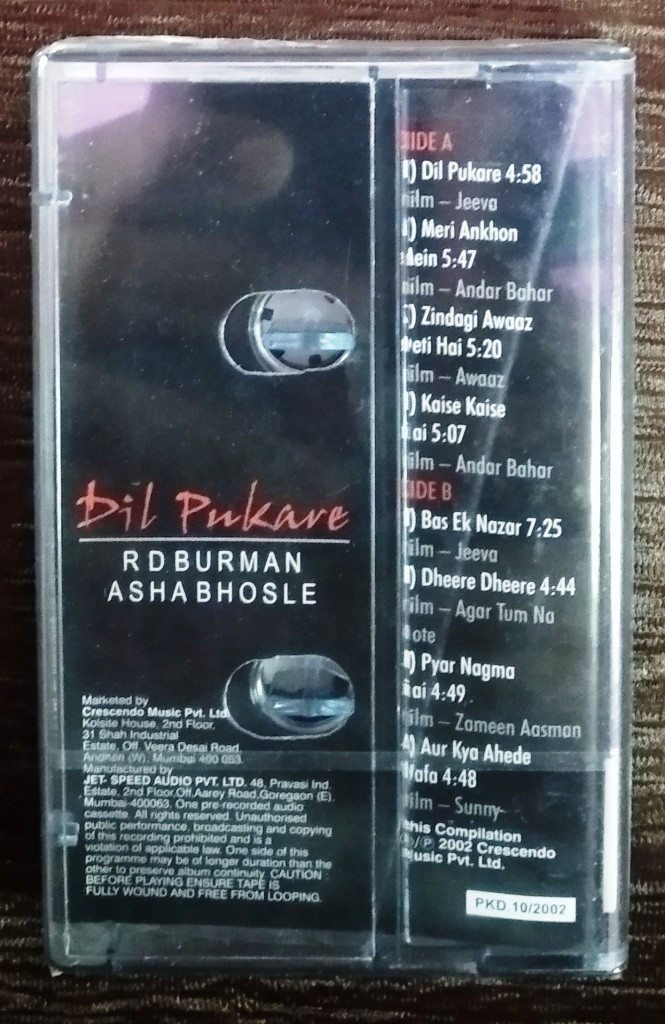 Dil Pukare
R D BURMAN
ASHA BHOSLE
Marketed by
Crescendo Music Pvt. Ltd
Kolsite House, 2nd Floor,
31 Shah Industrial
Estate, Off. Veera Desai Road,
Andheri (W), Mumbai 400 053.
Manufactured by
JET- SPEED AUDIO PVT. LTD. 48, Pravasi Ind.
Estate, 2nd Floor,Off,Aarey Road,Goregaon (E),
Mumbai-400063. One pre-recorded audio
cassette. All rights reserved. Unauthorised
public performance, broadcasting and copying
of this recording prohibited and is a
violation of applicable law. One side of this
programme may be of longer duration than the
other to preserve album continuity. CAUTION :
BEFORE PLAYING ENSURE TAPE IS
FULLY WOUND AND FREE FROM LOOPING.
SIDE A
) Dil Pukare 4:58
ilm – Jeeva
) Meri Ankhon
Mein 5:47
ilm – Andar Bahar
) Zindagi Awaaz
eti Hai 5:20
ilm – Awaaz
) Kaise Kaise
ai 5:07
ilm – Andar Bahar
SIDE B
) Bas Ek Nazar 7:25
ilm – Jeeva
) Dheere Dheere 4:44
ilm – Agar Tum Na
ote
) Pyar Nagma
ai 4:49
ilm – Zameen Aasman
4) Aur Kya Ahede
Wafa 4:48
ilm – Sunny
This Compilation
©/℗ 2002 Crescendo
Music Pvt. Ltd.
PKD.10/2002